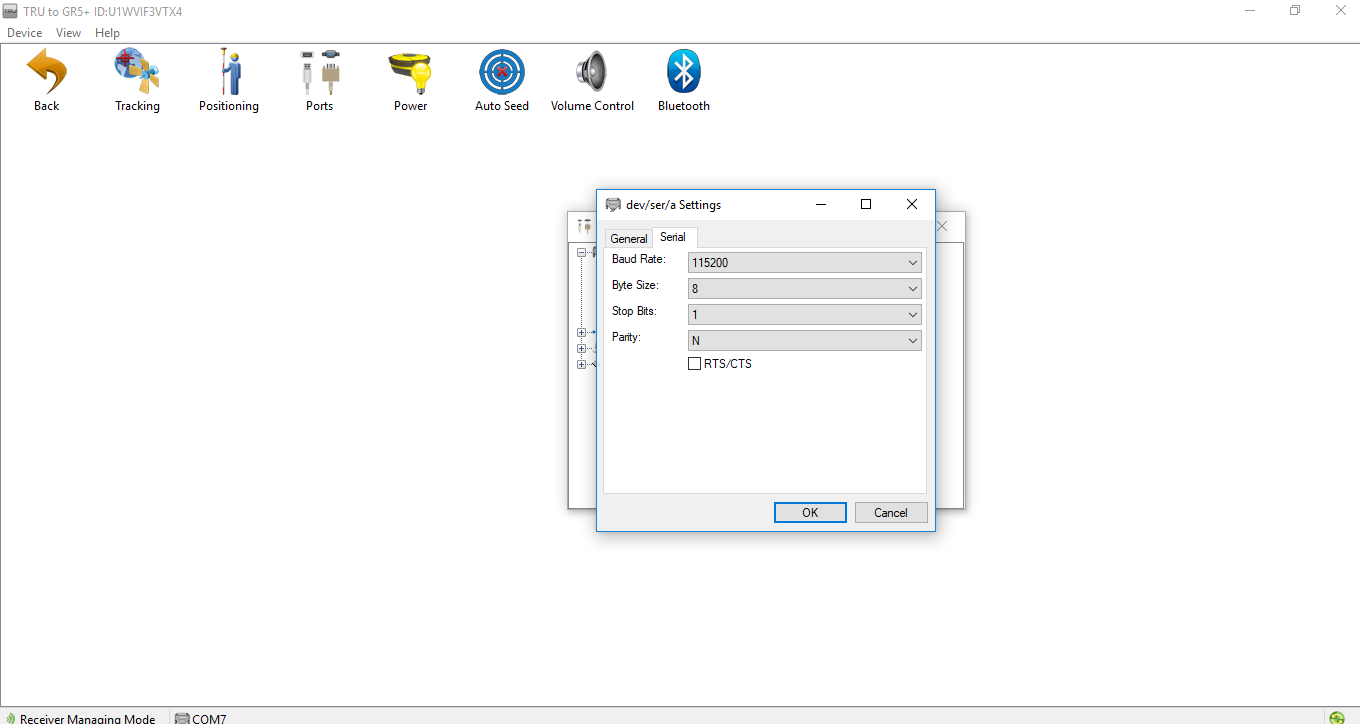 TRU to GR5+ ID:U1WVIF3VTX4
Device View Help
Back Tracking Positioning Ports Power Auto Seed Volume Control Bluetooth
dev/ser/a Settings
General Serial
Baud Rate: 115200
Byte Size: 8
Stop Bits: 1
Parity: N
RTS/CTS
OK Cancel
Receiver Managing Mode COM7